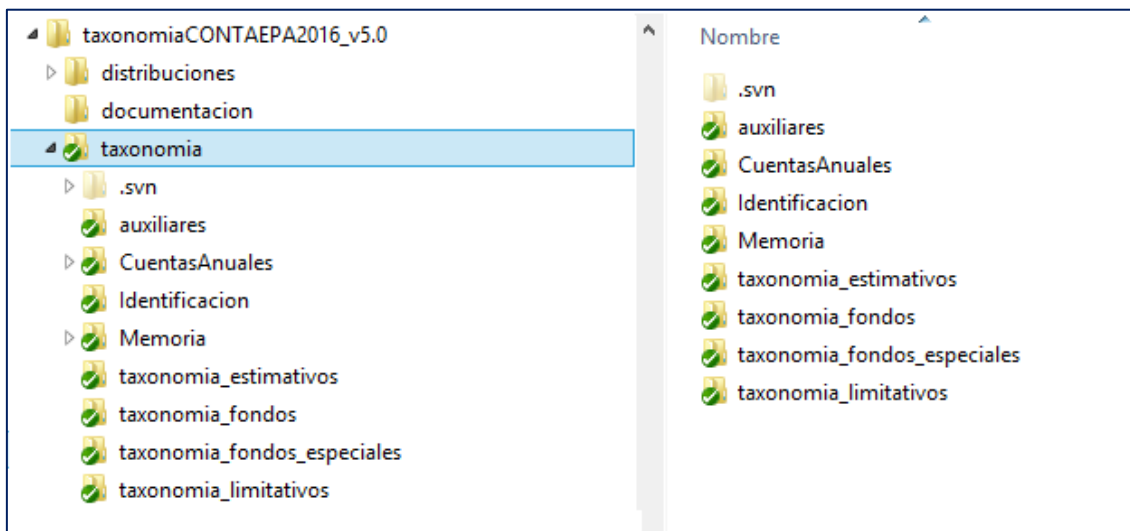 taxonomiaCONTAEPA2016_v5.0
distribuciones
documentacion
taxonomia
.svn
auxiliares
CuentasAnuales
Identificacion
Memoria
taxonomia_estimativos
taxonomia_fondos
taxonomia_fondos_especiales
taxonomia_limitativos
Nombre
.svn
auxiliares
CuentasAnuales
Identificacion
Memoria
taxonomia_estimativos
taxonomia_fondos
taxonomia_fondos_especiales
taxonomia_limitativos